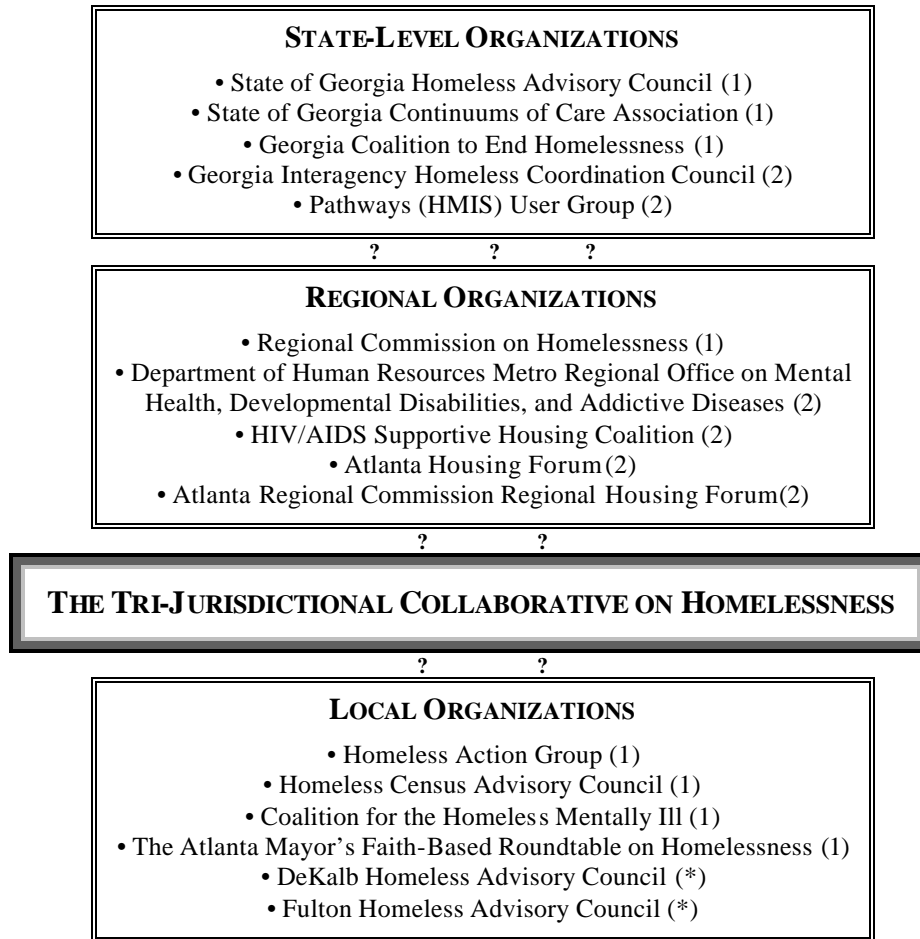 STATE-LEVEL ORGANIZATIONS
• State of Georgia Homeless Advisory Council (1)
• State of Georgia Continuums of Care Association (1)
• Georgia Coalition to End Homelessness (1)
• Georgia Interagency Homeless Coordination Council (2)
• Pathways (HMIS) User Group (2)
? ? ?
REGIONAL ORGANIZATIONS
• Regional Commission on Homelessness (1)
• Department of Human Resources Metro Regional Office on Mental
Health, Developmental Disabilities, and Addictive Diseases (2)
• HIV/AIDS Supportive Housing Coalition (2)
• Atlanta Housing Forum (2)
• Atlanta Regional Commission Regional Housing Forum(2)
? ?
THE TRI-JURISDICTIONAL COLLABORATIVE ON HOMELESSNESS
? ?
LOCAL ORGANIZATIONS
• Homeless Action Group (1)
• Homeless Census Advisory Council (1)
• Coalition for the Homeless Mentally Ill (1)
• The Atlanta Mayor’s Faith-Based Roundtable on Homelessness (1)
• DeKalb Homeless Advisory Council (*)
• Fulton Homeless Advisory Council (*)